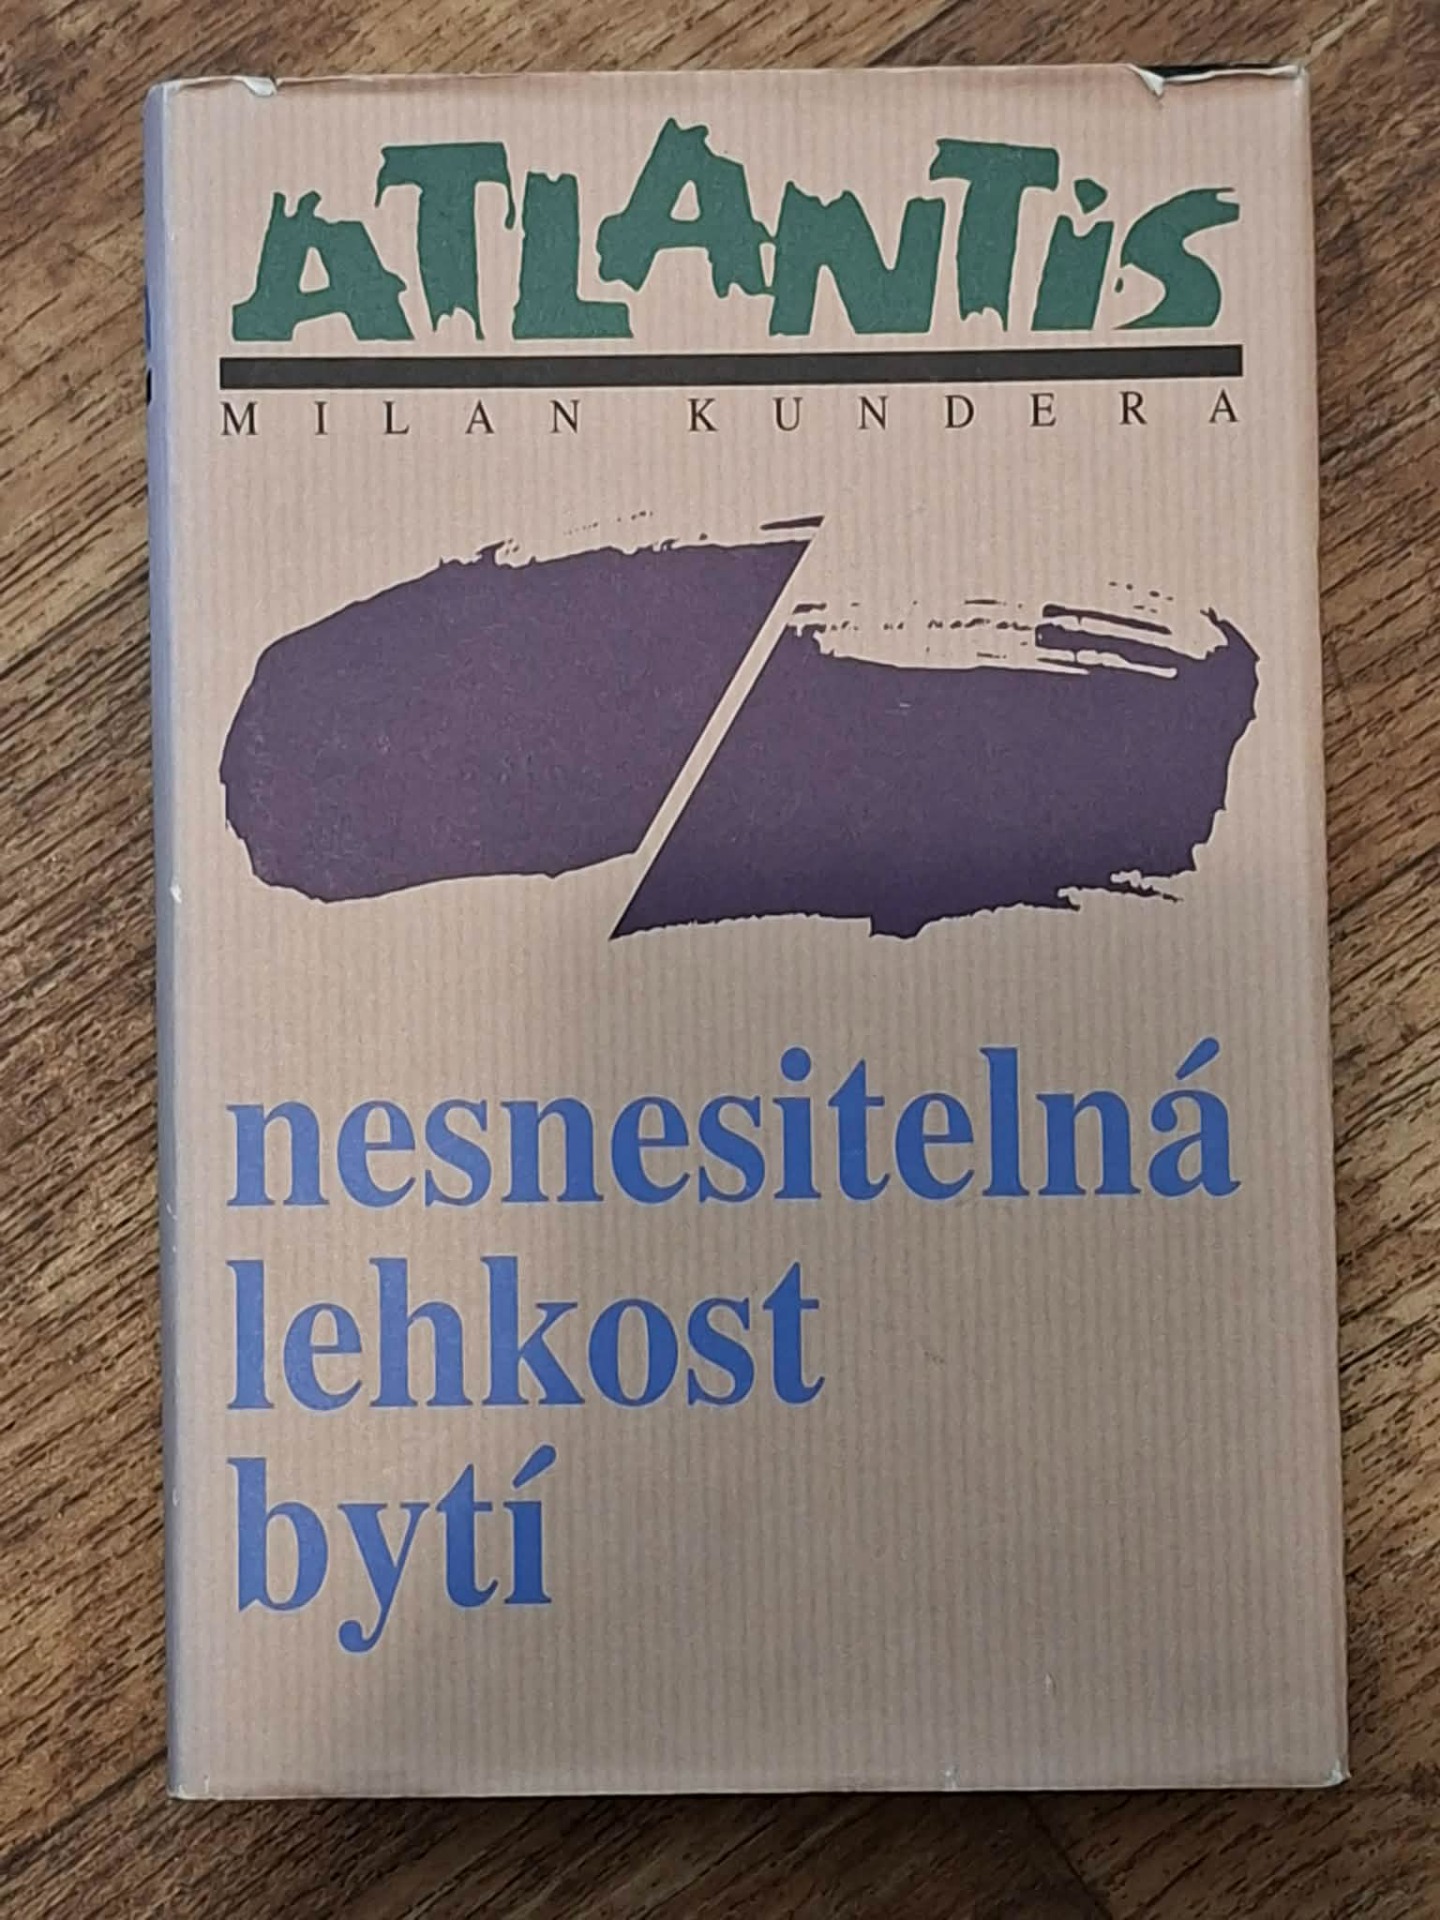 ATLANTiS
MILAN KUNDERA
nesnesitelná
lehkost
bytí